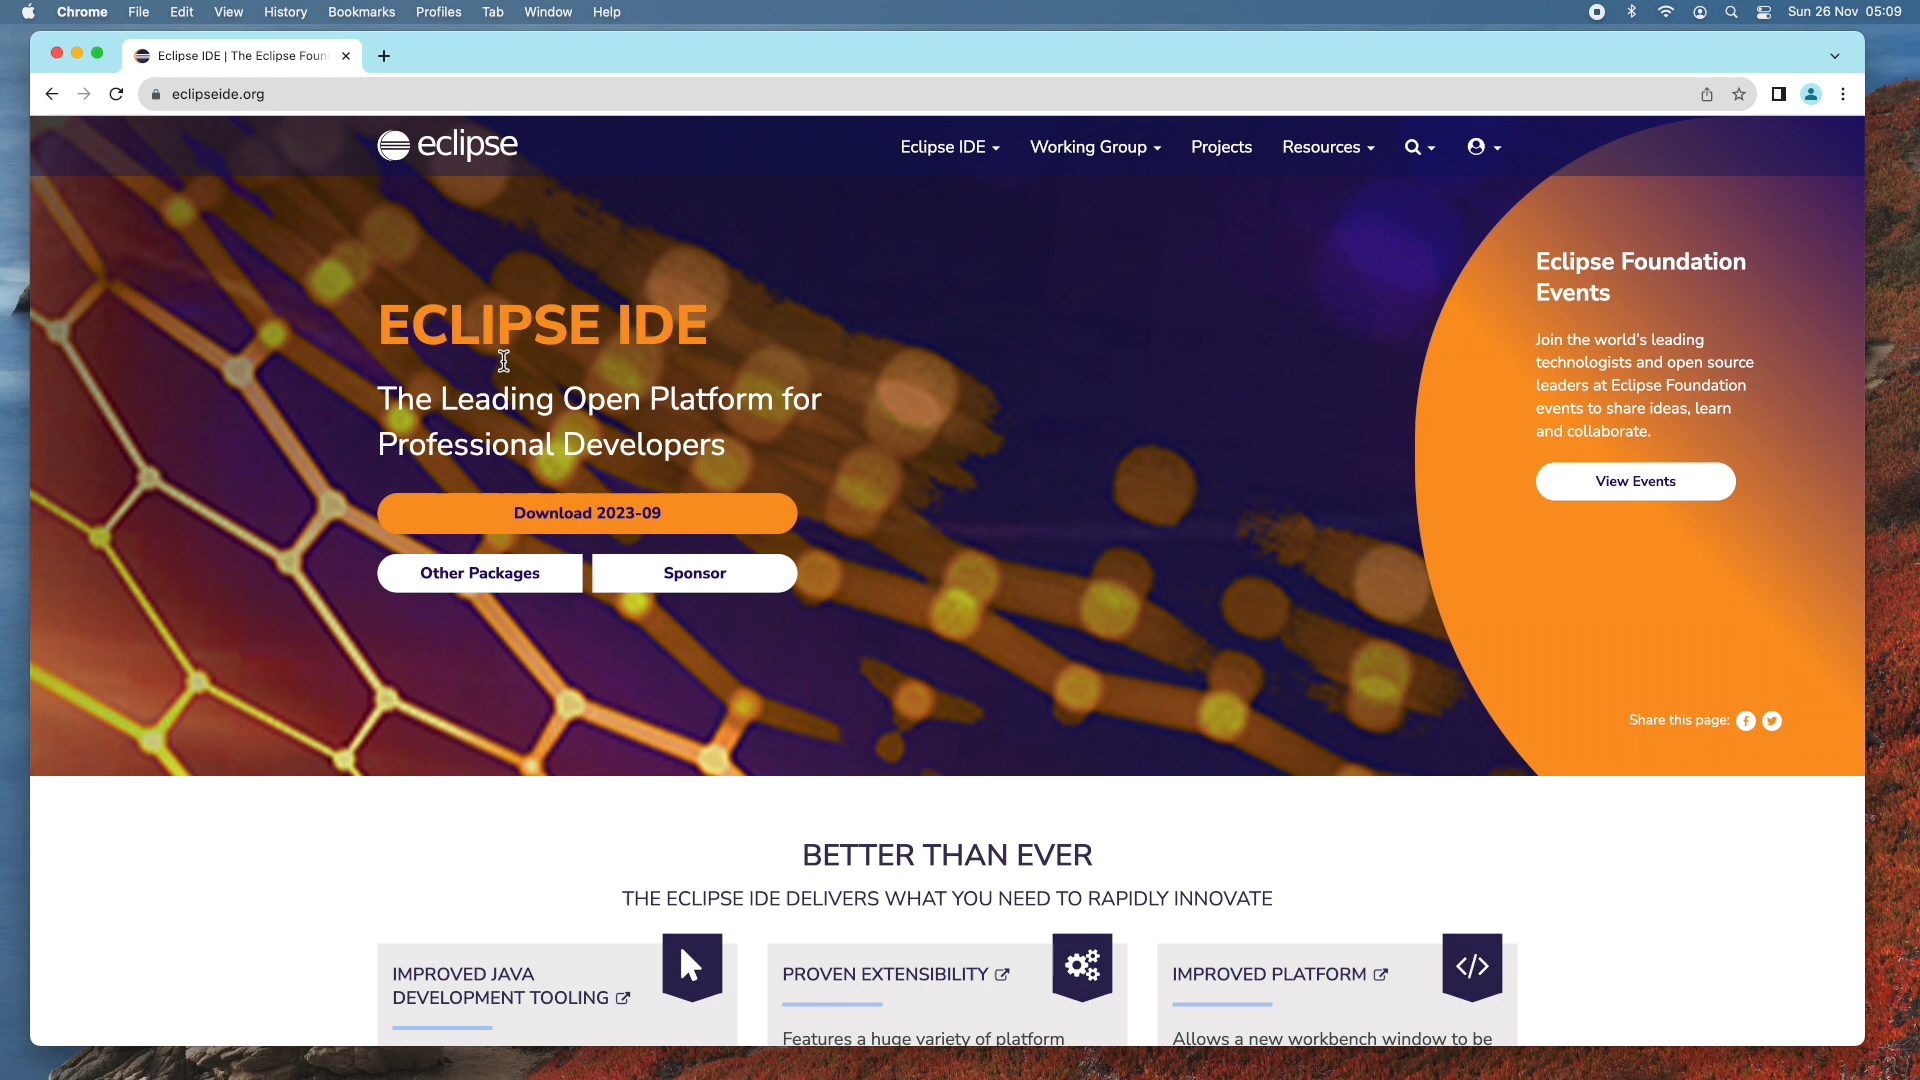 Chrome File Edit View History Bookmarks Profiles Tab Window Help Sun 26 Nov 05:09
Eclipse IDE | The Eclipse Foun
eclipseide.org
eclipse Eclipse IDE Working Group Projects Resources
ECLIPSE IDE
The Leading Open Platform for
Professional Developers
Download 2023-09
Other Packages Sponsor
Eclipse Foundation
Events
Join the world's leading
technologists and open source
leaders at Eclipse Foundation
events to share ideas, learn
and collaborate.
View Events
Share this page:
BETTER THAN EVER
THE ECLIPSE IDE DELIVERS WHAT YOU NEED TO RAPIDLY INNOVATE
IMPROVED JAVA
DEVELOPMENT TOOLING
PROVEN EXTENSIBILITY
Features a huge variety of platform
IMPROVED PLATFORM
Allows a new workbench window to be